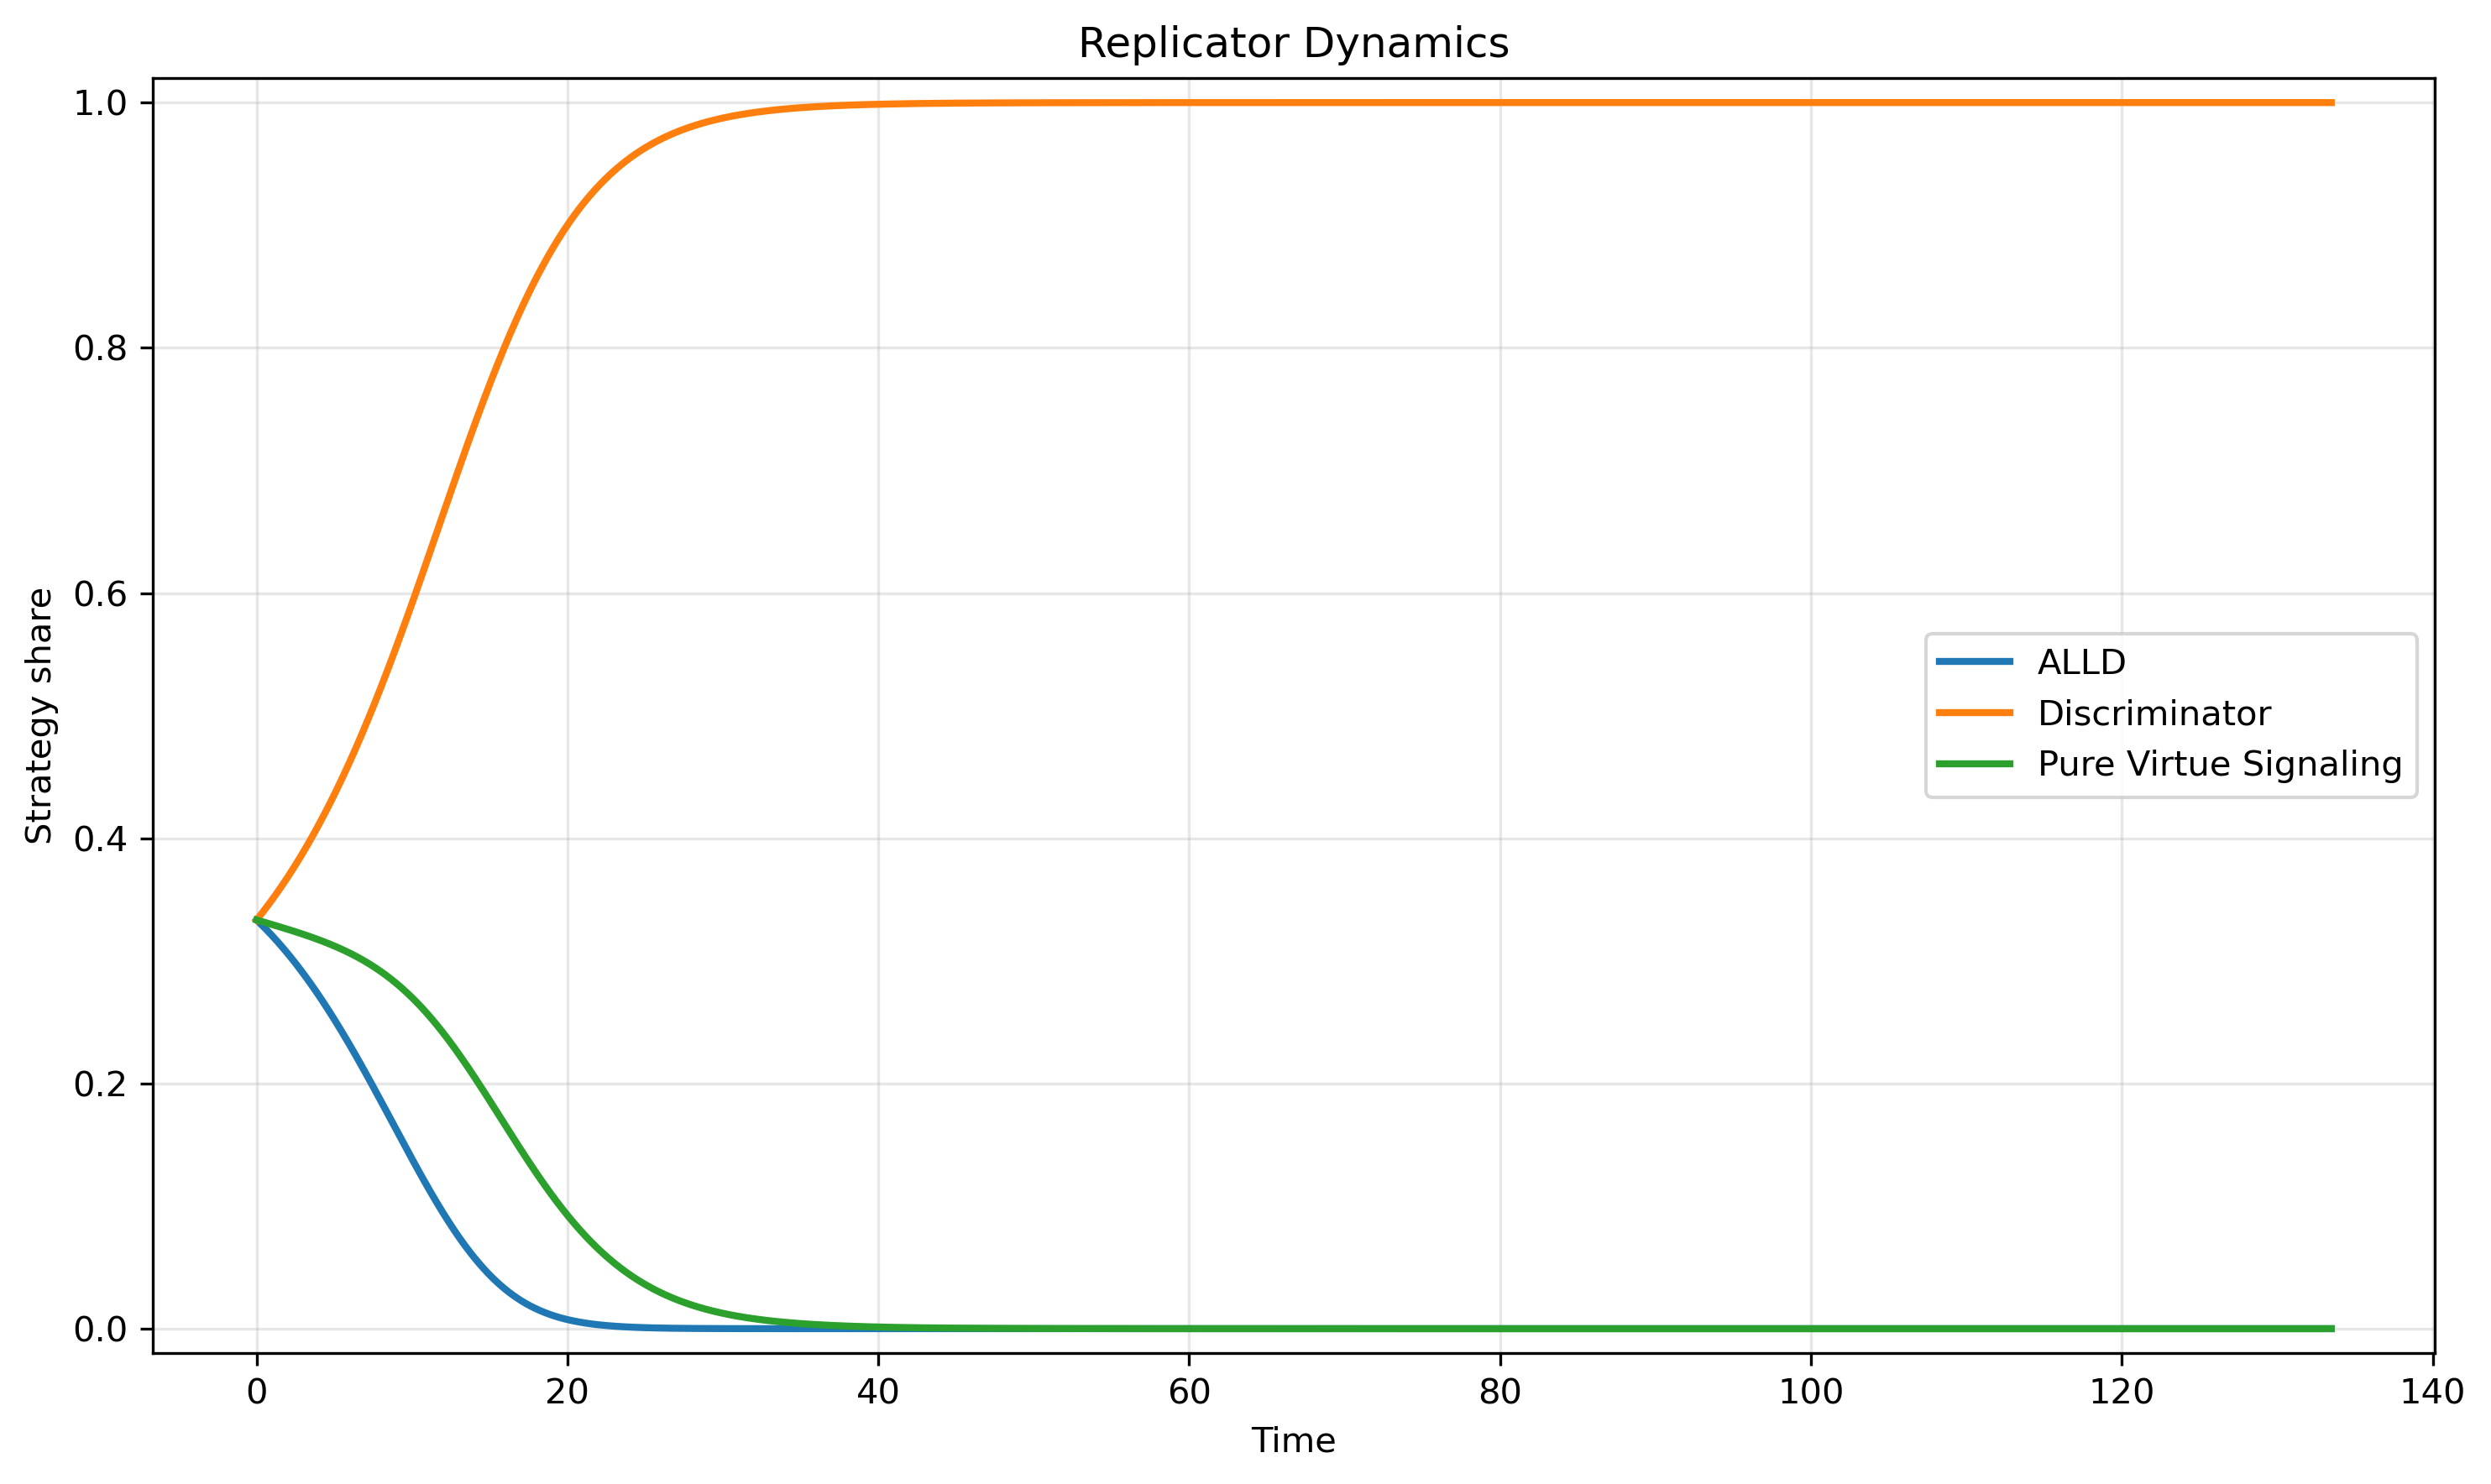 Replicator Dynamics
Strategy share
1.0
0.8
0.6
0.4
0.2
0.0
ALLD
Discriminator
Pure Virtue Signaling
0 20 40 60 80 100 120 140
Time